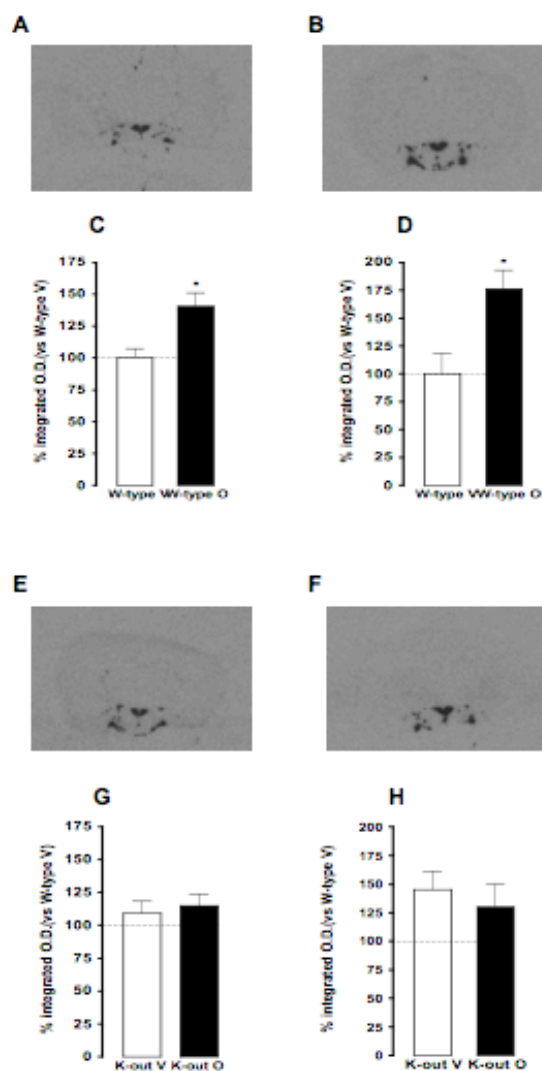 A
B
C
% integrated O.D.(vs W-type V)
175
150
125
100
75
50
25
0
*
W-type V
W-type O
D
% integrated O.D.(vs W-type V)
200
175
150
125
100
75
50
25
0
*
W-type V
W-type O
E
F
G
% integrated O.D.(vs W-type V)
175
150
125
100
75
50
25
0
K-out V
K-out O
H
% integrated O.D.(vs W-type V)
200
175
150
125
100
75
50
25
0
K-out V
K-out O